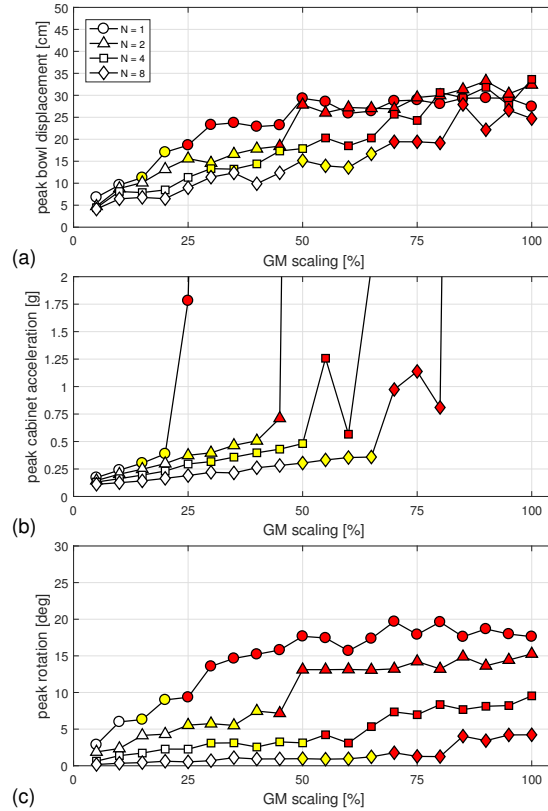 40
35
30
25
20
15
10
5
0
peak bowl displacement [cm]
N = 1
N = 2
N = 4
N = 8
0 25 50 75 100
GM scaling [%]
(a)
2
1.75
1.5
1.25
1
0.75
0.5
0.25
0
peak cabinet acceleration [g]
0 25 50 75 100
GM scaling [%]
(b)
30
25
20
15
10
5
0
peak rotation [deg]
0 25 50 75 100
GM scaling [%]
(c)